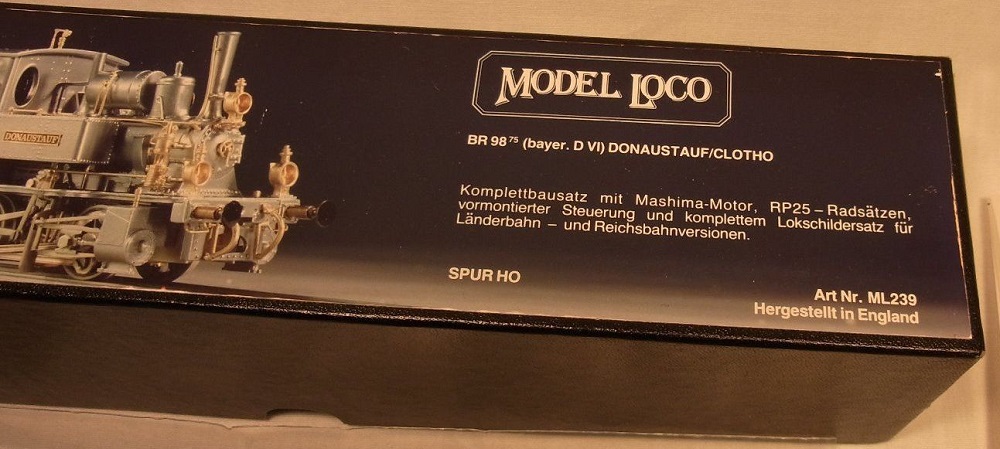 DONAUSTAUF
MODEL LOCO
BR 98⁷⁵ (bayer. D VI) DONAUSTAUF/CLOTHO
Komplettbausatz mit Mashima-Motor, RP25 – Radsätzen,
vormontierter Steuerung und komplettem Lokschildersatz für
Länderbahn – und Reichsbahnversionen.
SPUR HO
Art Nr. ML239
Hergestellt in England